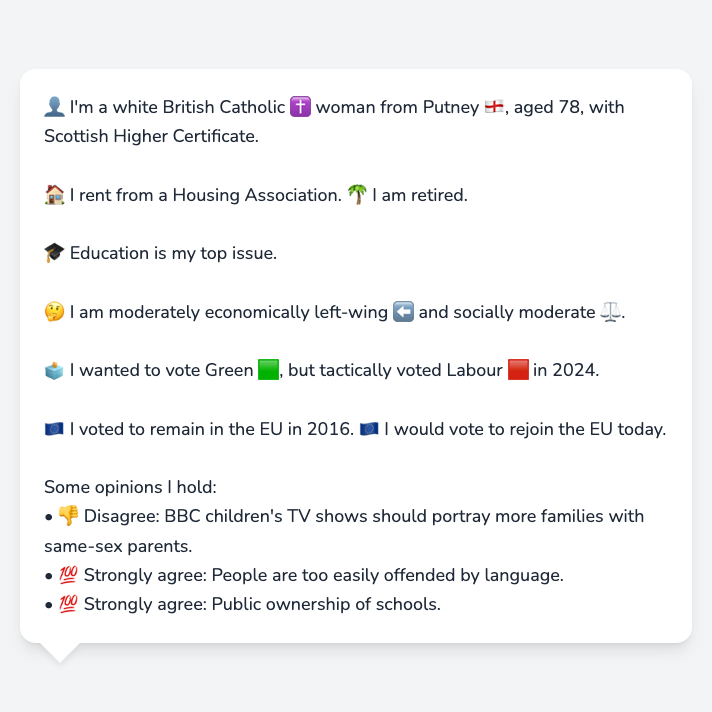 👤 I'm a white British Catholic ✝️ woman from Putney 🏴󠁧󠁢󠁥󠁮󠁧󠁿, aged 78, with
Scottish Higher Certificate.
🏠 I rent from a Housing Association. 🌴 I am retired.
🎓 Education is my top issue.
🤔 I am moderately economically left-wing ⬅️ and socially moderate ⚖️.
🗳️ I wanted to vote Green 🟩, but tactically voted Labour 🟥 in 2024.
🇪🇺 I voted to remain in the EU in 2016. 🇪🇺 I would vote to rejoin the EU today.
Some opinions I hold:
• 👎 Disagree: BBC children's TV shows should portray more families with
same-sex parents.
• 💯 Strongly agree: People are too easily offended by language.
• 💯 Strongly agree: Public ownership of schools.